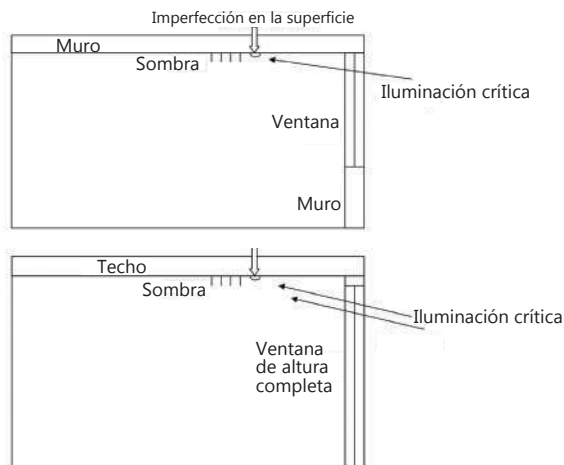 Imperfección en la superficie
Muro
Sombra
Iluminación crítica
Ventana
Muro
Techo
Sombra
Iluminación crítica
Ventana
de altura
completa